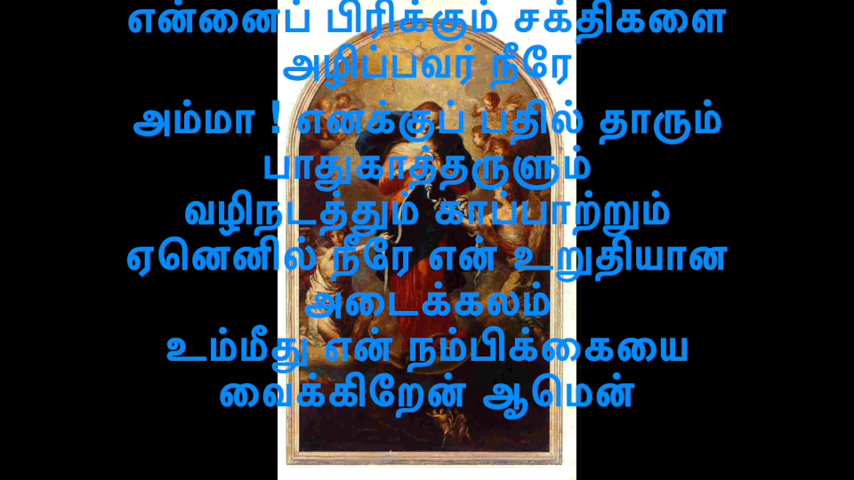 என்னைப் பிரிக்கும் சக்திகளை
அழிப்பவர் நீரே
அம்மா ! எனக்குப் பதில் தாரும்
பாதுகாத்தருளும்
வழிநடத்தும் காப்பாற்றும்
ஏனெனில் நீரே என் உறுதியான
அடைக்கலம்
உம்மீது என் நம்பிக்கையை
வைக்கிறேன் ஆமென்